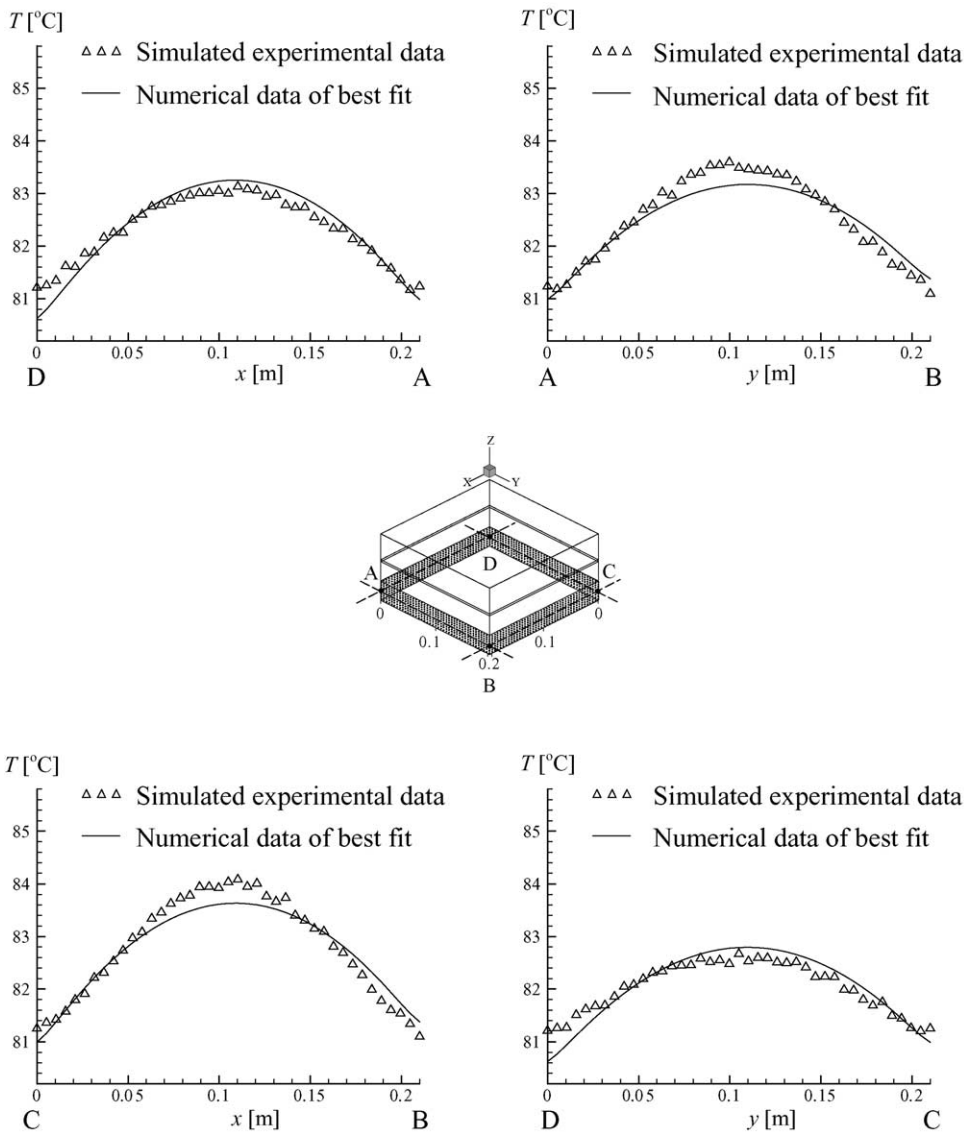 T [°C]
△△△ Simulated experimental data
Numerical data of best fit
85
84
83
82
81
0 0.05 0.1 0.15 0.2
D x [m] A
T [°C]
△△△ Simulated experimental data
Numerical data of best fit
85
84
83
82
81
0 0.05 0.1 0.15 0.2
A y [m] B
Z
X Y
A D C
0 0
0.1 0.1
0.2
B
T [°C]
△△△ Simulated experimental data
Numerical data of best fit
85
84
83
82
81
0 0.05 0.1 0.15 0.2
C x [m] B
T [°C]
△△△ Simulated experimental data
Numerical data of best fit
85
84
83
82
81
0 0.05 0.1 0.15 0.2
D y [m] C